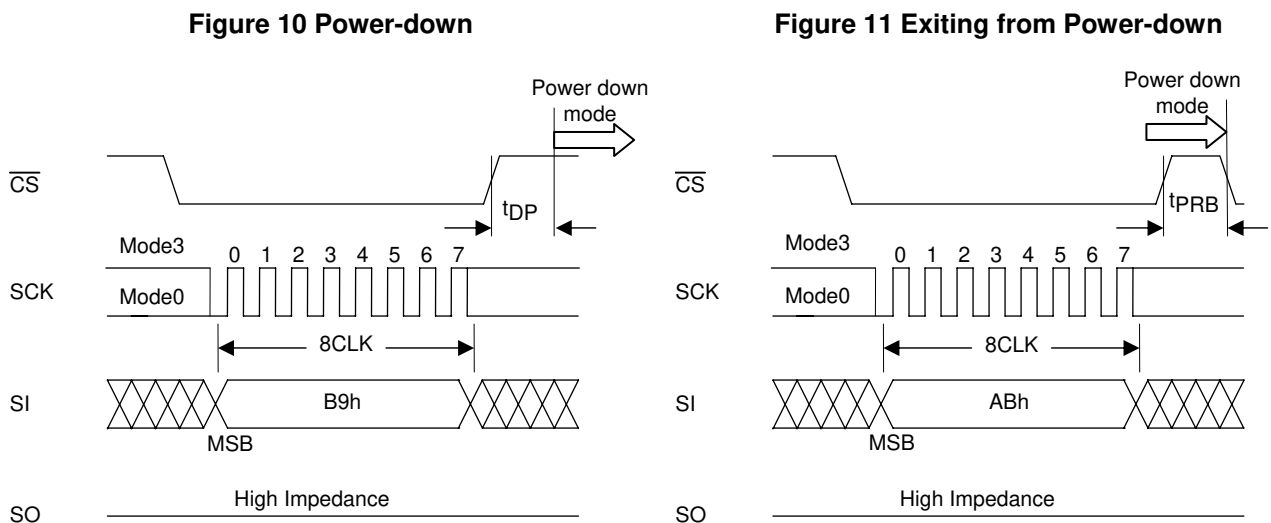 Figure 10 Power-down
Power down
mode
CS
tDP
Mode3
0 1 2 3 4 5 6 7
SCK
Mode0
8CLK
SI
B9h
MSB
High Impedance
SO
Figure 11 Exiting from Power-down
Power down
mode
CS
tPRB
Mode3
0 1 2 3 4 5 6 7
SCK
Mode0
8CLK
SI
ABh
MSB
High Impedance
SO